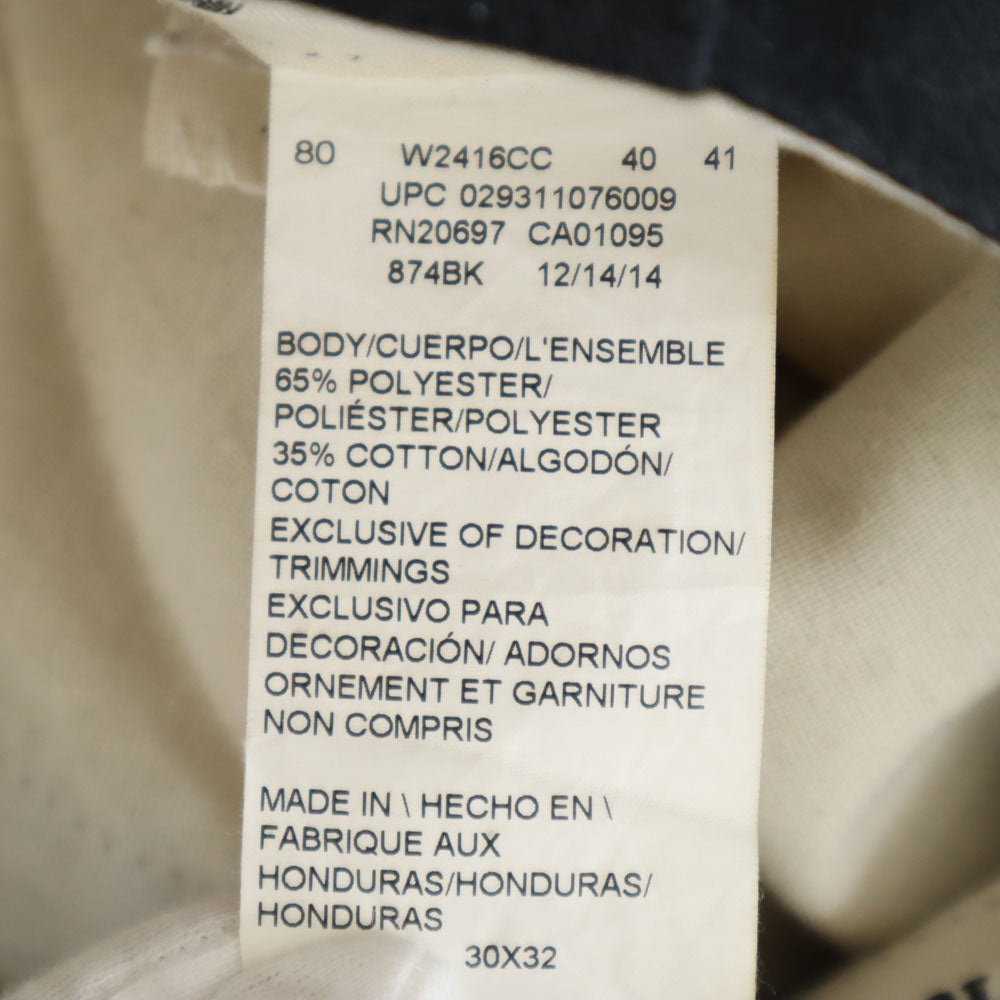 80 W2416CC 40 41
UPC 029311076009
RN20697 CA01095
874BK 12/14/14
BODY/CUERPO/L'ENSEMBLE
65% POLYESTER/
POLIÉSTER/POLYESTER
35% COTTON/ALGODÓN/
COTON
EXCLUSIVE OF DECORATION/
TRIMMINGS
EXCLUSIVO PARA
DECORACIÓN/ ADORNOS
ORNEMENT ET GARNITURE
NON COMPRIS
MADE IN \ HECHO EN \
FABRIQUE AUX
HONDURAS/HONDURAS/
HONDURAS
30X32